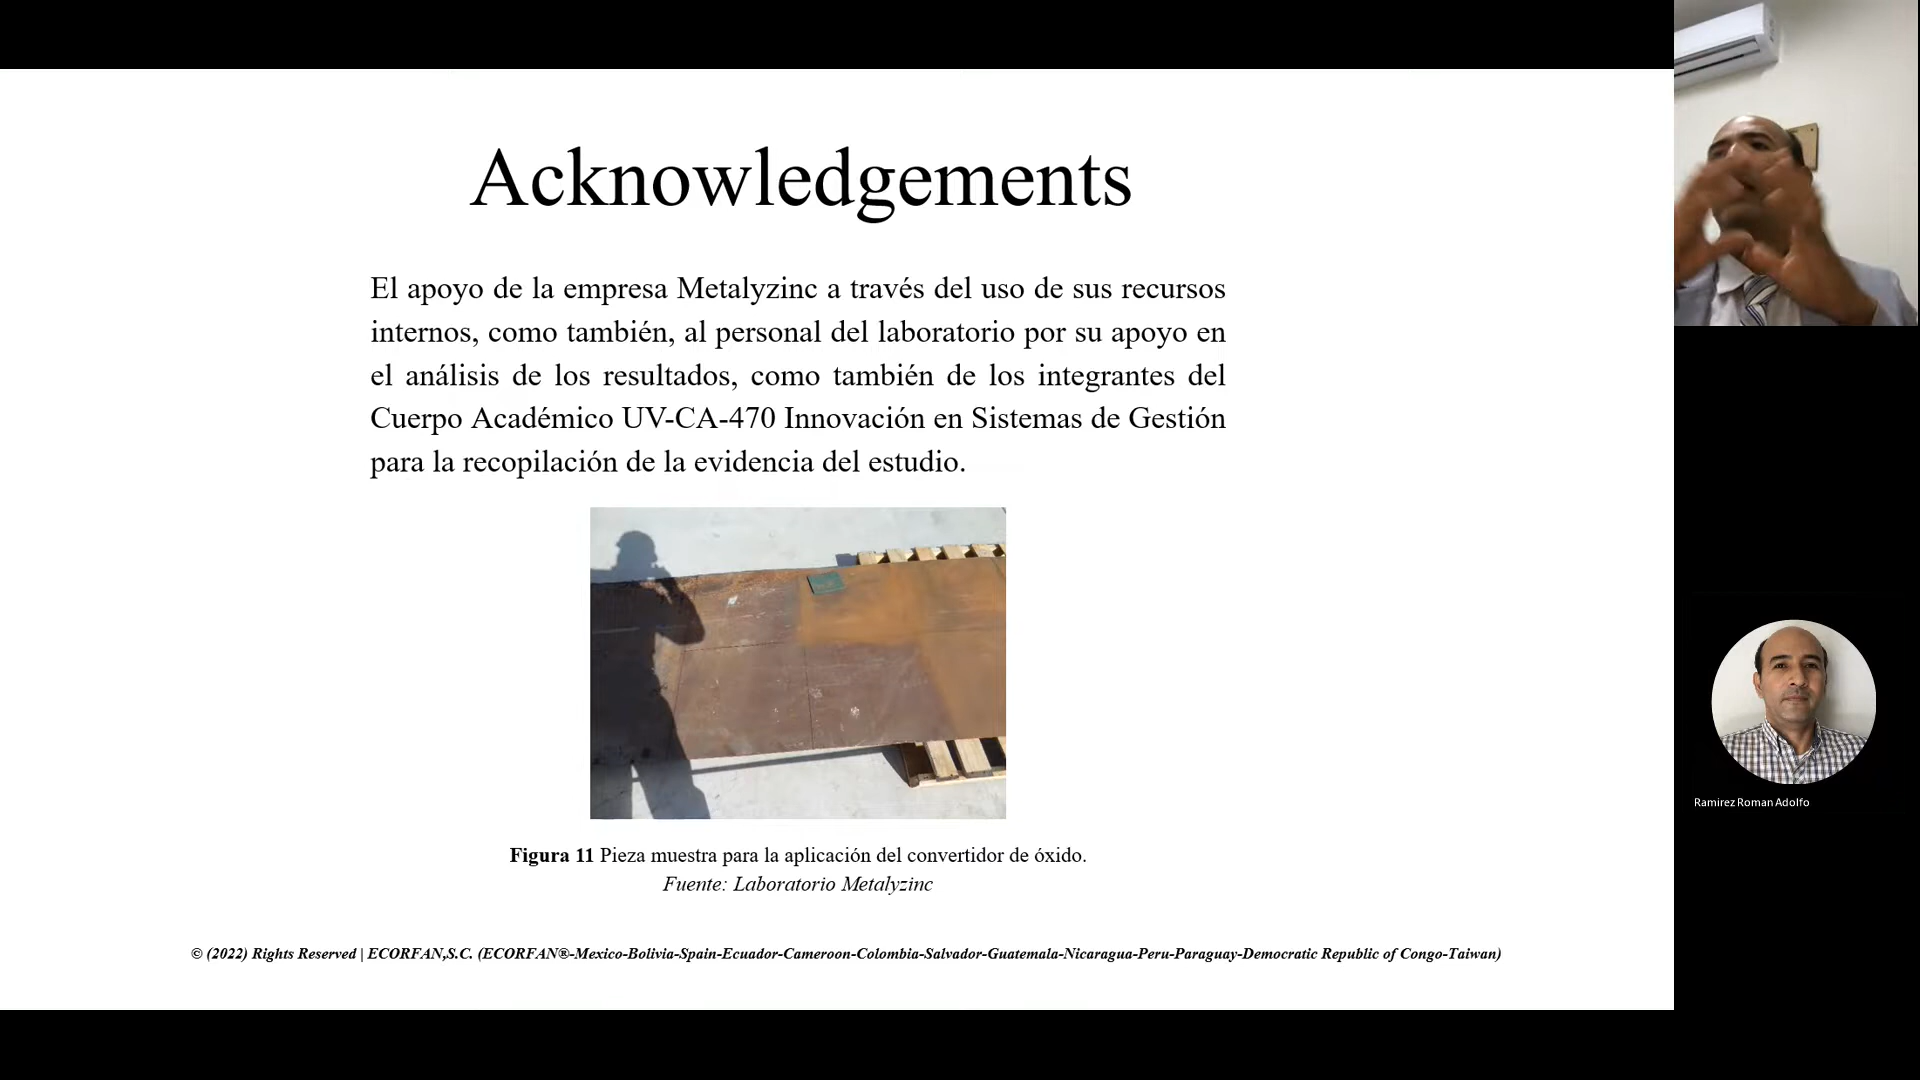 Acknowledgements
El apoyo de la empresa Metalyzinc a través del uso de sus recursos
internos, como también, al personal del laboratorio por su apoyo en
el análisis de los resultados, como también de los integrantes del
Cuerpo Académico UV-CA-470 Innovación en Sistemas de Gestión
para la recopilación de la evidencia del estudio.
Figura 11 Pieza muestra para la aplicación del convertidor de óxido.
Fuente: Laboratorio Metalyzinc
© (2022) Rights Reserved | ECORFAN,S.C. (ECORFAN®-Mexico-Bolivia-Spain-Ecuador-Cameroon-Colombia-Salvador-Guatemala-Nicaragua-Peru-Paraguay-Democratic Republic of Congo-Taiwan)
Ramirez Roman Adolfo